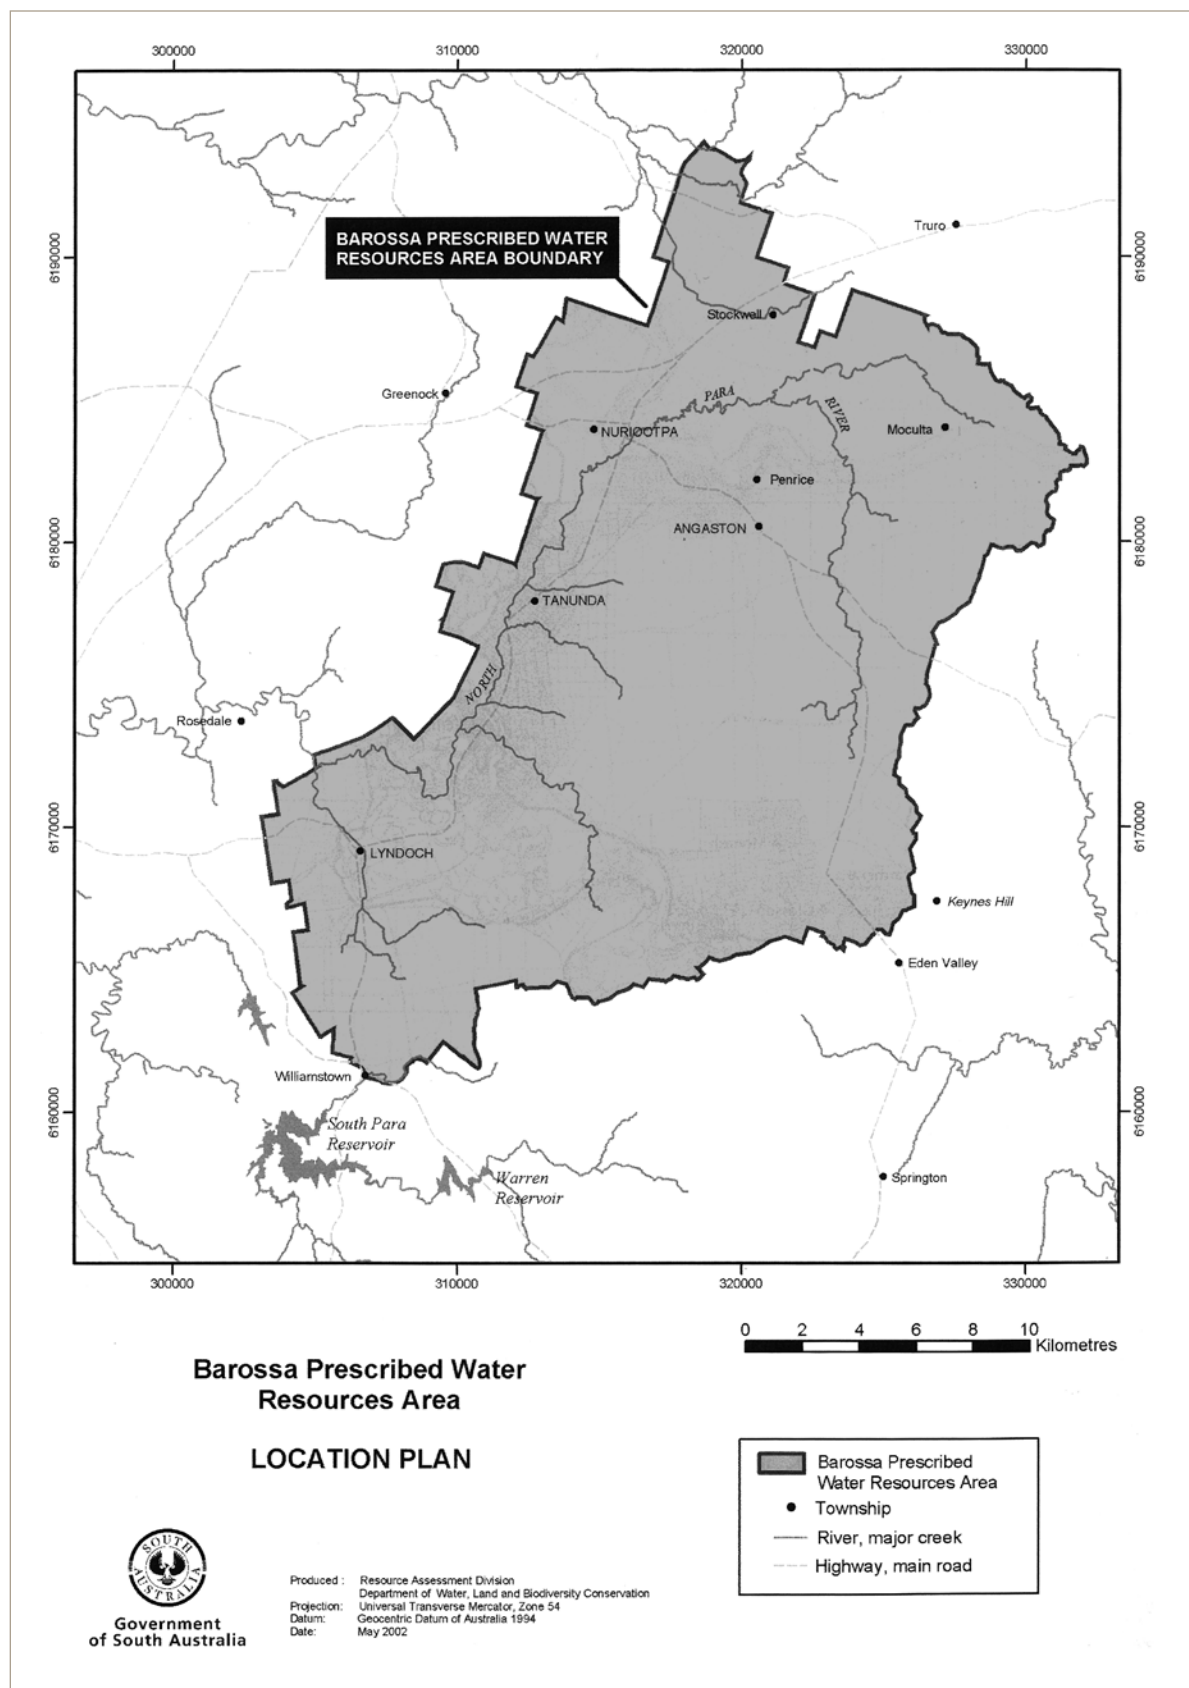 300000
310000
320000
330000
Truro
6190000
BAROSSA PRESCRIBED WATER
RESOURCES AREA BOUNDARY
6190000
Stockwell
Greenock
PARA
RIVER
NURIOOTPA
Moculta
Penrice
ANGASTON
6180000
6180000
TANUNDA
NORTH
Rosedale
6170000
6170000
LYNDOCH
Keynes Hill
Eden Valley
Williamstown
6160000
6160000
South Para
Reservoir
Warren
Reservoir
Springton
300000
310000
320000
330000
0 2 4 6 8 10
Kilometres
Barossa Prescribed Water
Resources Area
LOCATION PLAN
Barossa Prescribed
Water Resources Area
Township
River, major creek
Highway, main road
SOUTH
AUSTRALIA
Government
of South Australia
Produced : Resource Assessment Division
Department of Water, Land and Biodiversity Conservation
Projection: Universal Transverse Mercator, Zone 54
Datum: Geocentric Datum of Australia 1994
Date: May 2002